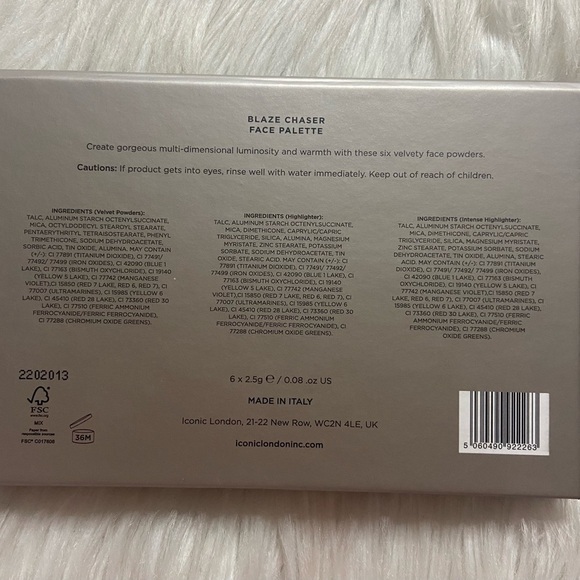 BLAZE CHASER
FACE PALETTE
Create gorgeous multi-dimensional luminosity and warmth with these six velvety face powders.
Cautions: If product gets into eyes, rinse well with water immediately. Keep out of reach of children.
INGREDIENTS (Velvet Powders):
TALC, ALUMINUM STARCH OCTENYLSUCCINATE,
MICA, OCTYLDODECYL STEAROYL STEARATE,
PENTAERYTHRITYL TETRAISOSTEARATE, PHENYL
TRIMETHICONE, SODIUM DEHYDROACETATE,
SORBIC ACID, TIN OXIDE, ALUMINA. MAY CONTAIN
(+/-): CI 77891 (TITANIUM DIOXIDE), CI 77491/
77492/ 77499 (IRON OXIDES), CI 42090 (BLUE 1
LAKE), CI 77163 (BISMUTH OXYCHLORIDE), CI 19140
(YELLOW 5 LAKE), CI 77742 (MANGANESE
VIOLET),CI 15850 (RED 7 LAKE, RED 6, RED 7), CI
77007 (ULTRAMARINES), CI 15985 (YELLOW 6
LAKE), CI 45410 (RED 28 LAKE), CI 73360 (RED 30
LAKE), CI 77510 (FERRIC AMMONIUM
FERROCYANIDE/FERRIC FERROCYANIDE),
CI 77288 (CHROMIUM OXIDE GREENS).
INGREDIENTS (Highlighter):
TALC, ALUMINUM STARCH OCTENYLSUCCINATE,
MICA, DIMETHICONE, CAPRYLIC/CAPRIC
TRIGLYCERIDE, SILICA, ALUMINA, MAGNESIUM
MYRISTATE, ZINC STEARATE, POTASSIUM
SORBATE, SODIUM DEHYDROACETATE, TIN
OXIDE, STEARIC ACID. MAY CONTAIN (+/-): CI
77891 (TITANIUM DIOXIDE), CI 77491/ 77492/
77499 (IRON OXIDES), CI 42090 (BLUE 1 LAKE), CI
77163 (BISMUTH OXYCHLORIDE), CI 19140
(YELLOW 5 LAKE), CI 77742 (MANGANESE
VIOLET),CI 15850 (RED 7 LAKE, RED 6, RED 7), CI
77007 (ULTRAMARINES), CI 15985 (YELLOW 6
LAKE), CI 45410 (RED 28 LAKE), CI 73360 (RED 30
LAKE), CI 77510 (FERRIC AMMONIUM
FERROCYANIDE/FERRIC FERROCYANIDE), CI
77288 (CHROMIUM OXIDE GREENS).
INGREDIENTS (Intense Highlighter):
TALC, ALUMINUM STARCH OCTENYLSUCCINATE,
MICA, DIMETHICONE, CAPRYLIC/CAPRIC
TRIGLYCERIDE, SILICA, MAGNESIUM MYRISTATE,
ZINC STEARATE, POTASSIUM SORBATE, SODIUM
DEHYDROACETATE, TIN OXIDE, ALUMINA, STEARIC
ACID. MAY CONTAIN (+/-): CI 77891 (TITANIUM
DIOXIDE), CI 77491/ 77492/ 77499 (IRON OXIDES),
CI 42090 (BLUE 1 LAKE), CI 77163 (BISMUTH
OXYCHLORIDE), CI 19140 (YELLOW 5 LAKE), CI
77742 (MANGANESE VIOLET),CI 15850 (RED 7
LAKE, RED 6, RED 7), CI 77007 (ULTRAMARINES), CI
15985 (YELLOW 6 LAKE), CI 45410 (RED 28 LAKE),
CI 73360 (RED 30 LAKE), CI 77510 (FERRIC
AMMONIUM FERROCYANIDE/FERRIC
FERROCYANIDE), CI 77288 (CHROMIUM OXIDE
GREENS).
2202013
FSC
www.fsc.org
MIX
Paper from
responsible sources
FSC® C017808
36M
6 x 2.5g ℮ / 0.08 .oz US
MADE IN ITALY
Iconic London, 21-22 New Row, WC2N 4LE, UK
iconiclondoninc.com
5 060490 922263